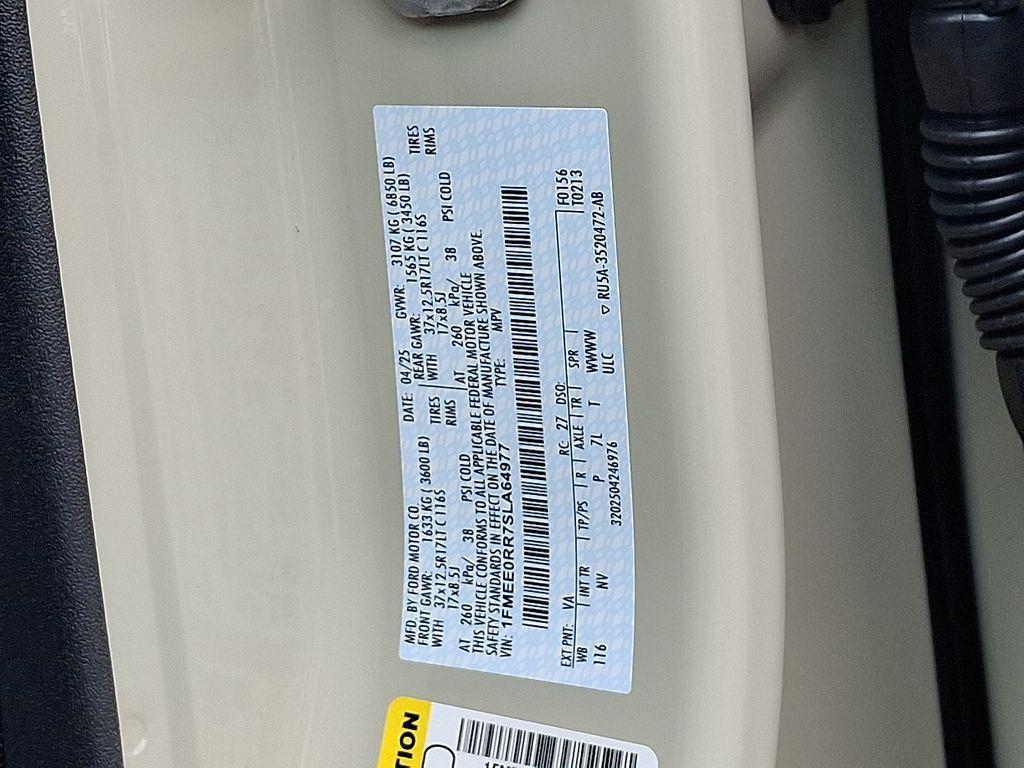 MFD. BY FORD MOTOR CO.
DATE: 04/25 GVWR: 3107 KG ( 6850 LB)
FRONT GAWR: 1633 KG ( 3600 LB) REAR GAWR: 1565 KG ( 3450 LB)
WITH 37x12.5R17LT C 116S TIRES WITH 37x12.5R17LT C 116S TIRES
17x8.5J RIMS 17x8.5J RIMS
AT 260 kPa/ 38 PSI COLD AT 260 kPa/ 38 PSI COLD
THIS VEHICLE CONFORMS TO ALL APPLICABLE FEDERAL MOTOR VEHICLE
SAFETY STANDARDS IN EFFECT ON THE DATE OF MANUFACTURE SHOWN ABOVE.
VIN: 1FMEE0RR7SLA64977 TYPE: MPV
EXT PNT: VA RC: 27 DSO: F0156
WB INT TR TP/PS R AXLE TR SPR T0213
116 NV P 7L T WWWW
ULC
3202504246976 ▽ RU5A-3520472-AB
TION